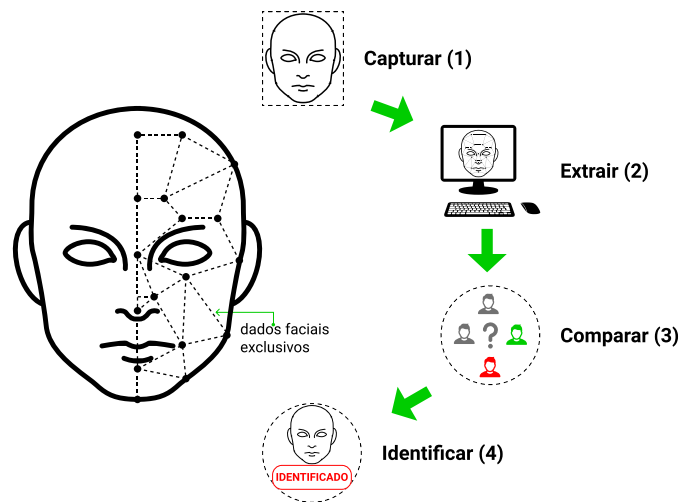 Capturar (1)
Extrair (2)
dados faciais
exclusivos
Comparar (3)
Identificar (4)
IDENTIFICADO